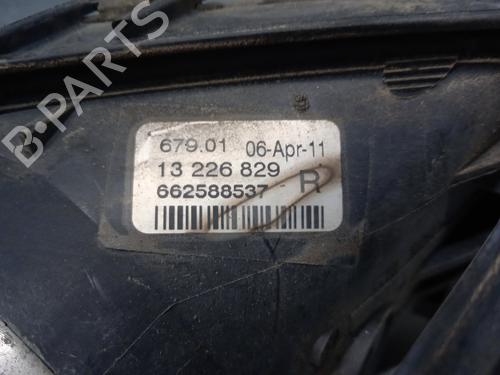 679.01 06-Apr-11
13 226 829
662588537 R
B-PARTS